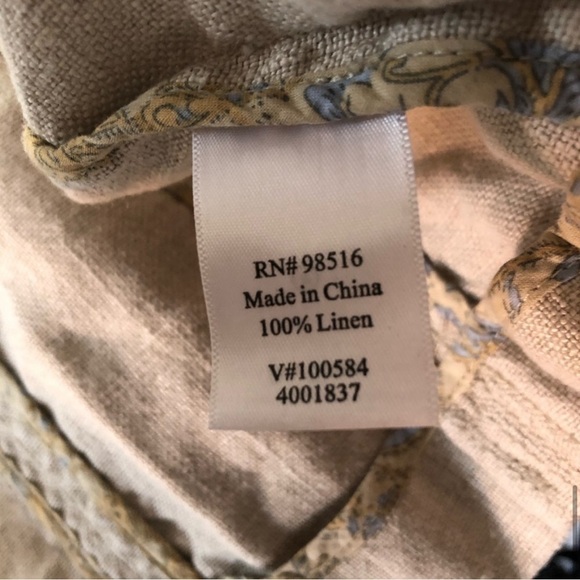 RN# 98516
Made in China
100% Linen
V#100584
4001837